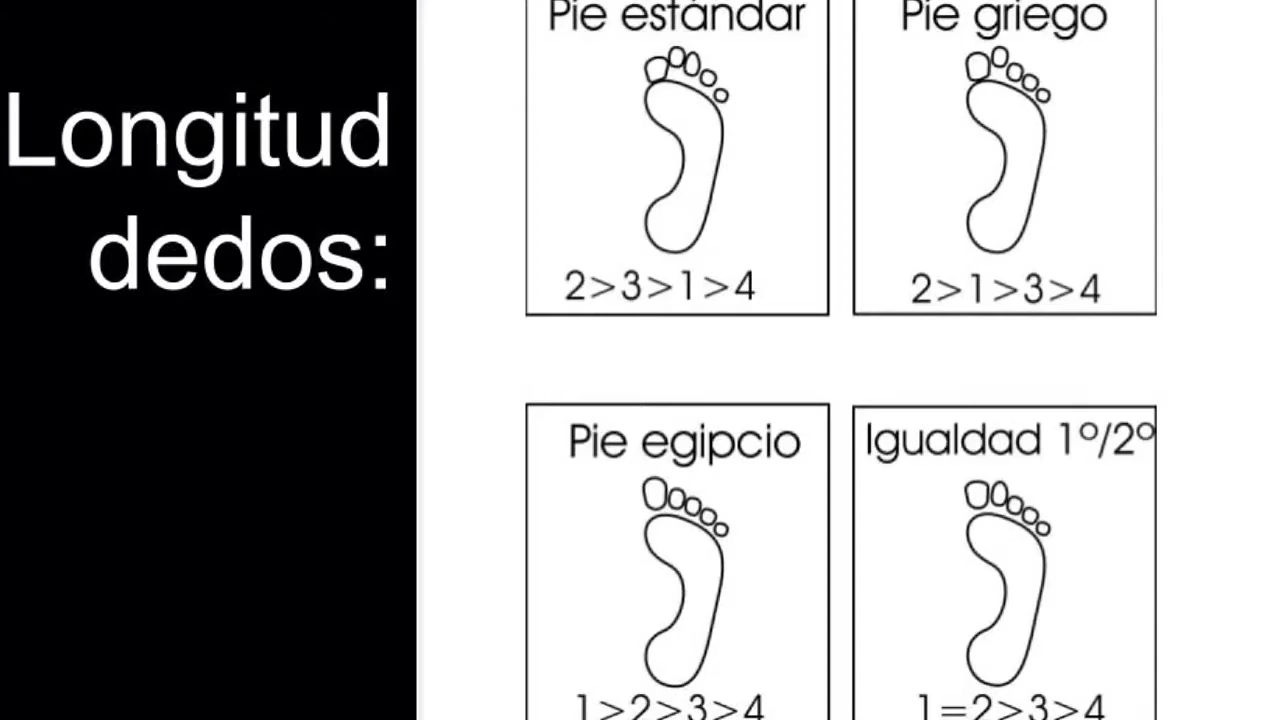 Longitud
dedos:
Pie estándar
2>3>1>4
Pie griego
2>1>3>4
Pie egipcio
1>2>3>4
Igualdad 1º/2º
1=2>3>4